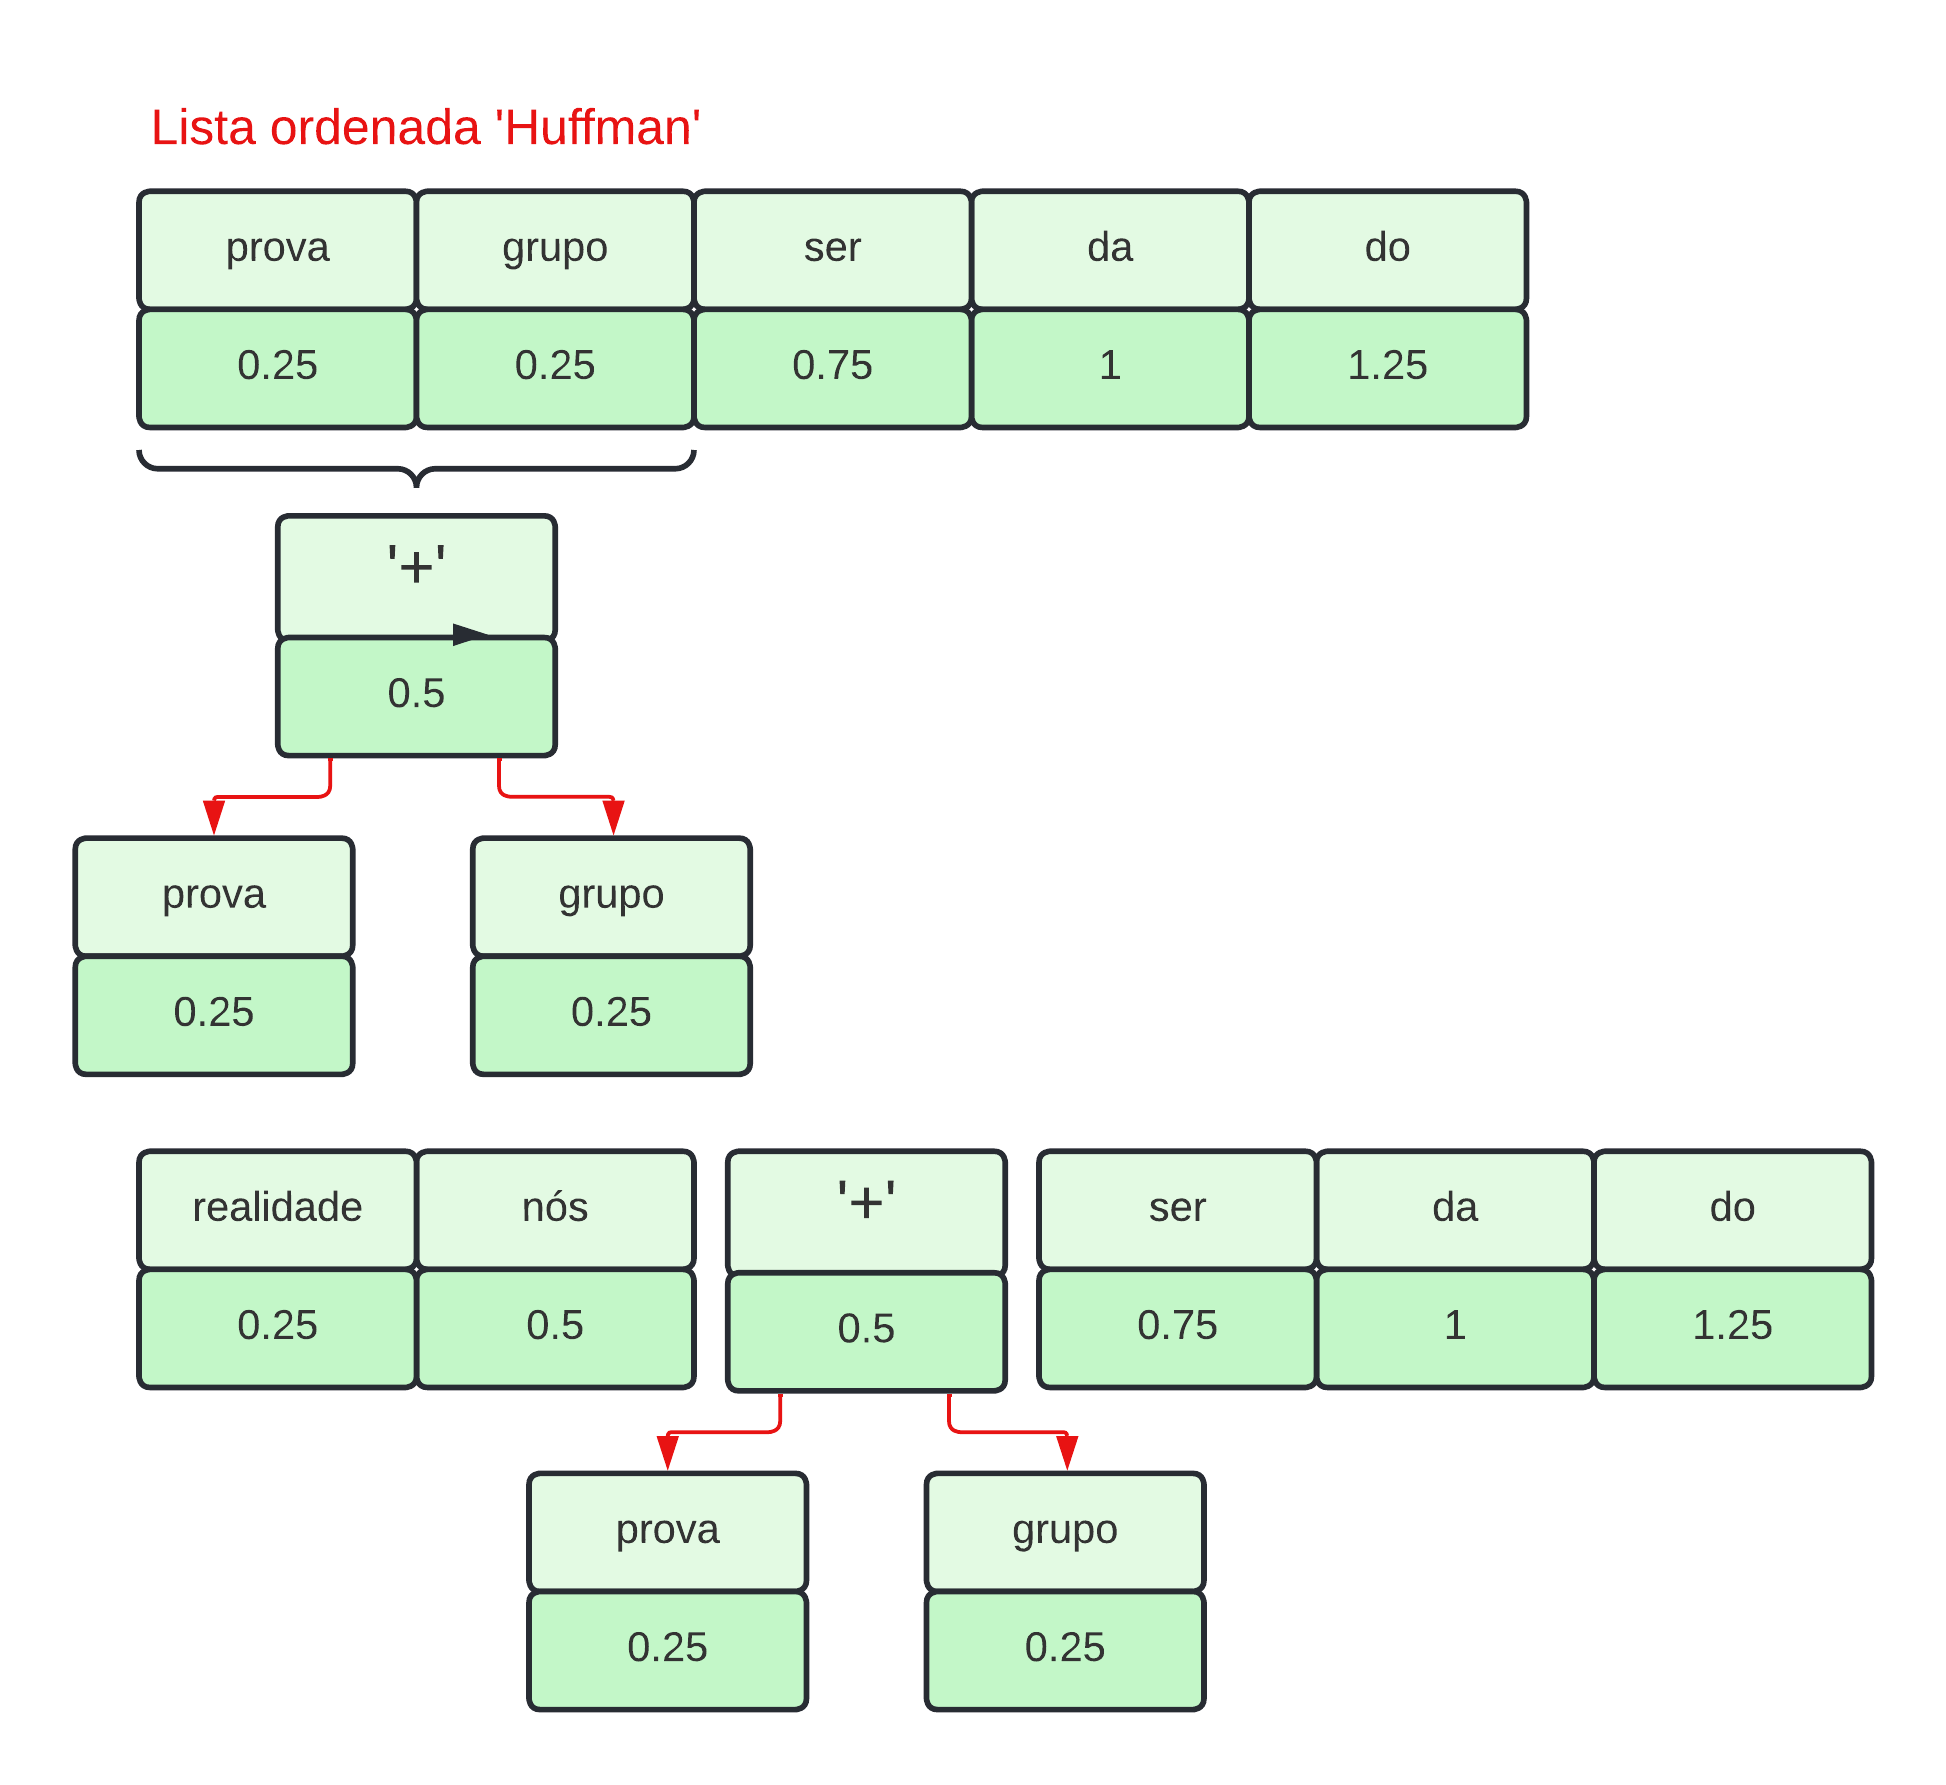 Lista ordenada 'Huffman'
prova grupo ser da do
0.25 0.25 0.75 1 1.25
'+'
0.5
prova grupo
0.25 0.25
realidade nós '+' ser da do
0.25 0.5 0.5 0.75 1 1.25
prova grupo
0.25 0.25